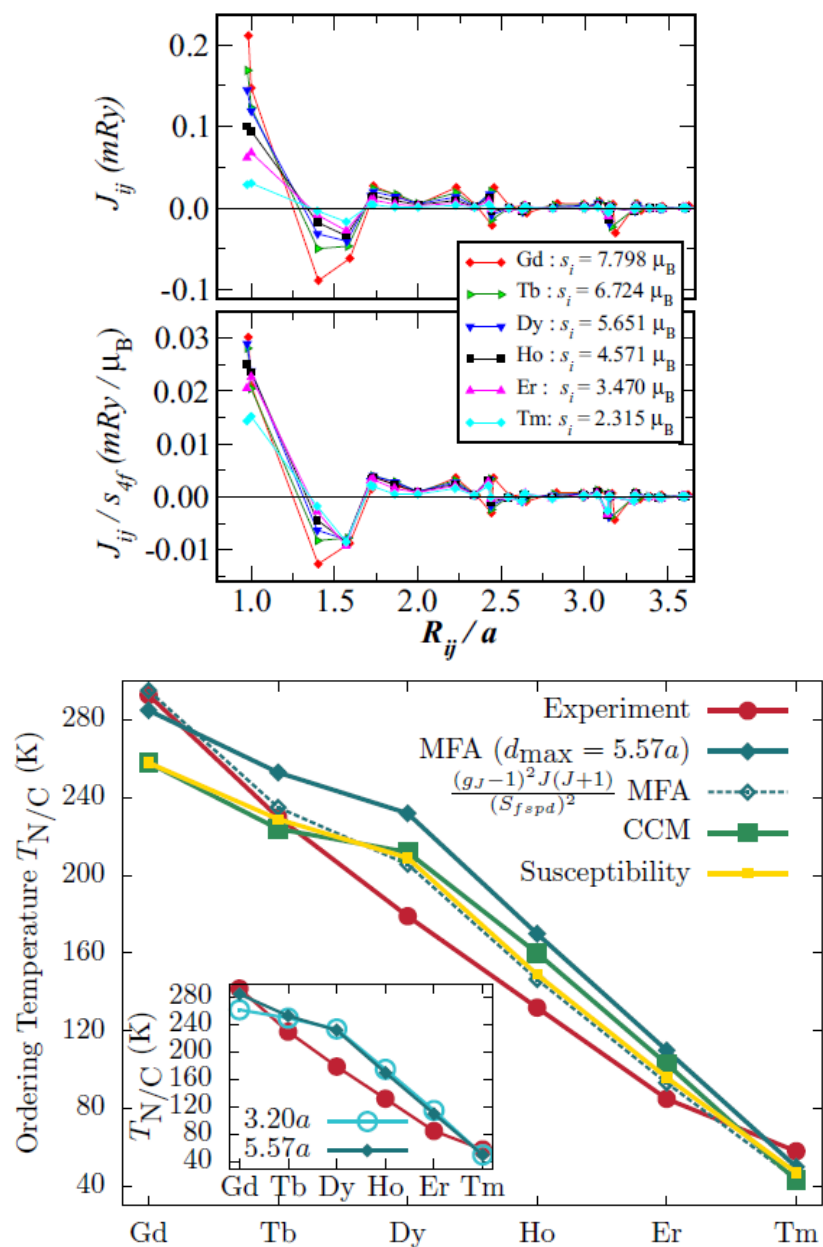 0.2
0.1
0.0
-0.1
J_ij (mRy)
Gd : s_i = 7.798 μ_B
Tb : s_i = 6.724 μ_B
Dy : s_i = 5.651 μ_B
Ho : s_i = 4.571 μ_B
Er : s_i = 3.470 μ_B
Tm: s_i = 2.315 μ_B
0.03
0.02
0.01
0.00
-0.01
J_ij / s_4f (mRy / μ_B)
1.0 1.5 2.0 2.5 3.0 3.5
R_ij / a
280
240
200
160
120
80
40
Ordering Temperature T_N/C (K)
Experiment
MFA (d_max = 5.57a)
(g_J−1)^2 J(J+1) / (S_fspd)^2 MFA
CCM
Susceptibility
280
240
200
160
120
80
40
T_N/C (K)
3.20a
5.57a
Gd Tb Dy Ho Er Tm
Gd Tb Dy Ho Er Tm